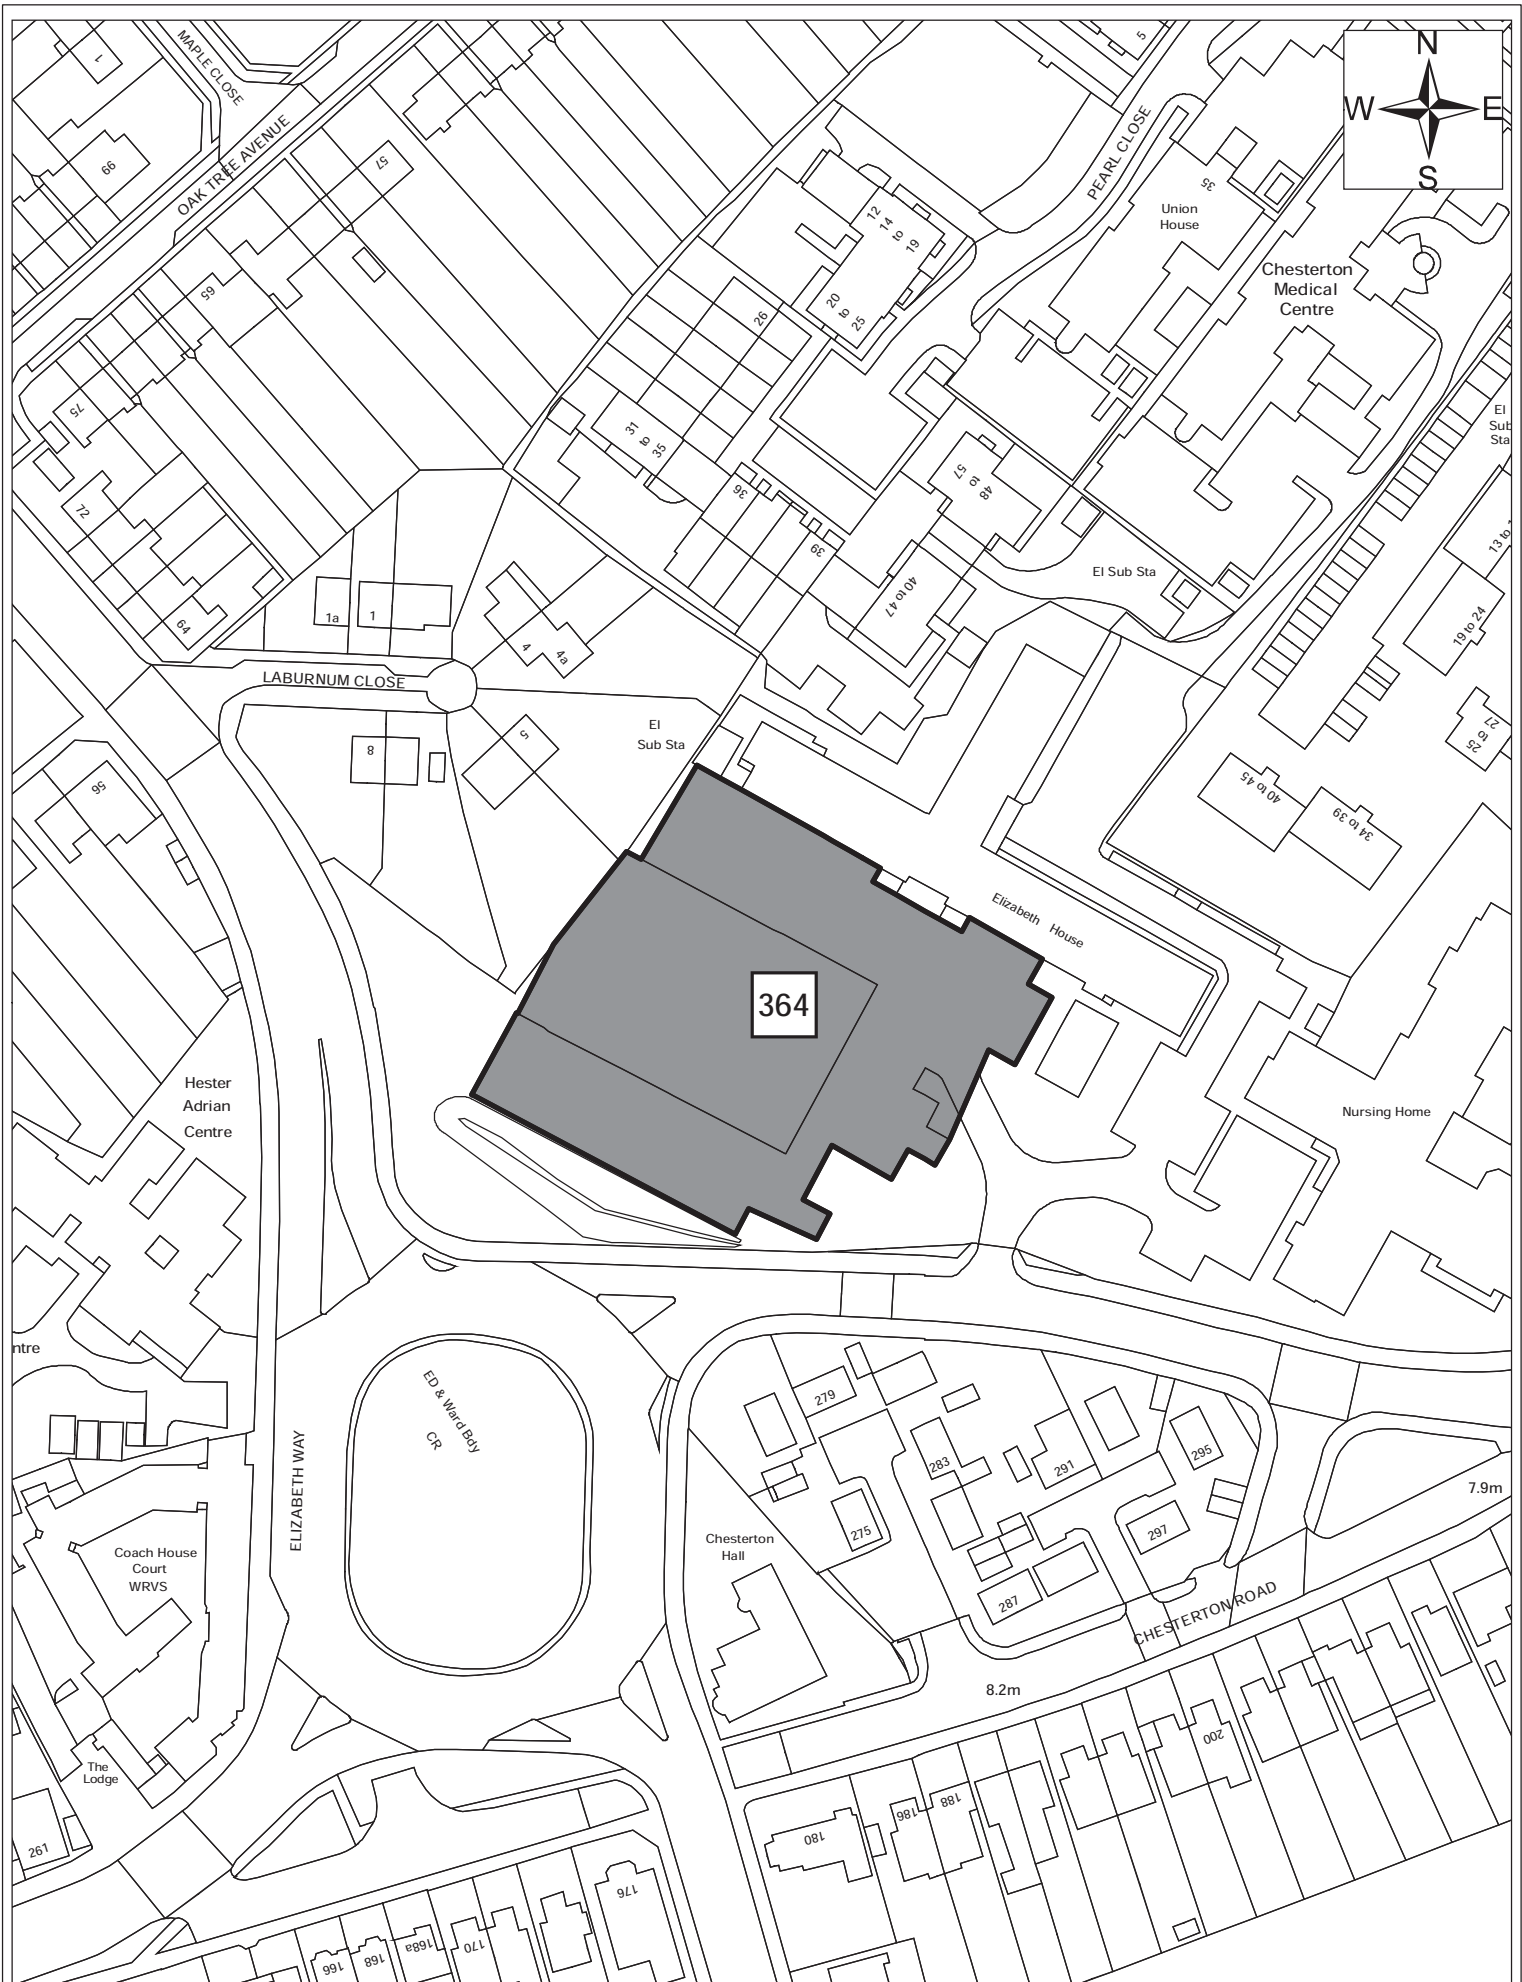 N
W E
S
1
MAPLE CLOSE
5
66
OAK TREE AVENUE
57
PEARL CLOSE
35
Union
House
12
14
to
19
Chesterton
Medical
Centre
65
20
to
25
26
75
31
to
35
El
Sub
Sta
72
36
48
to
57
39
13 to
El Sub Sta
40 to 47
1a
1
64
4
4a
19 to 24
LABURNUM CLOSE
El
Sub Sta
5
8
25
to
27
56
40 to 45
34 to 39
Elizabeth House
364
Hester
Adrian
Centre
Nursing Home
ntre
ED & Ward Bdy
CR
279
283
291
295
275
297
287
7.9m
ELIZABETH WAY
Chesterton
Hall
Coach House
Court
WRVS
CHESTERTON ROAD
8.2m
The
Lodge
200
188
186
180
261
176
170
168a
168
166